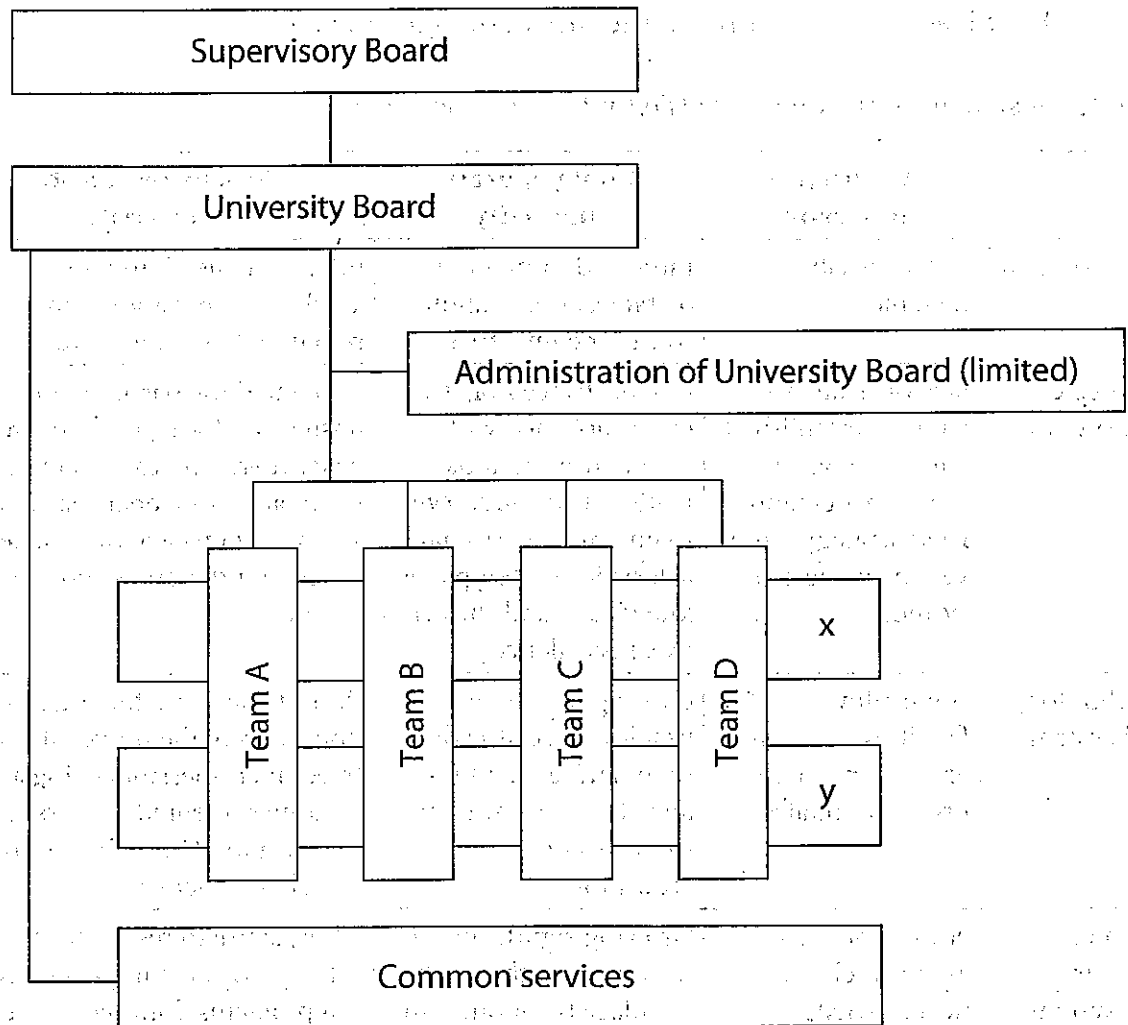 Supervisory Board
University Board
Administration of University Board (limited)
Team A
Team B
Team C
Team D
x
y
Common services